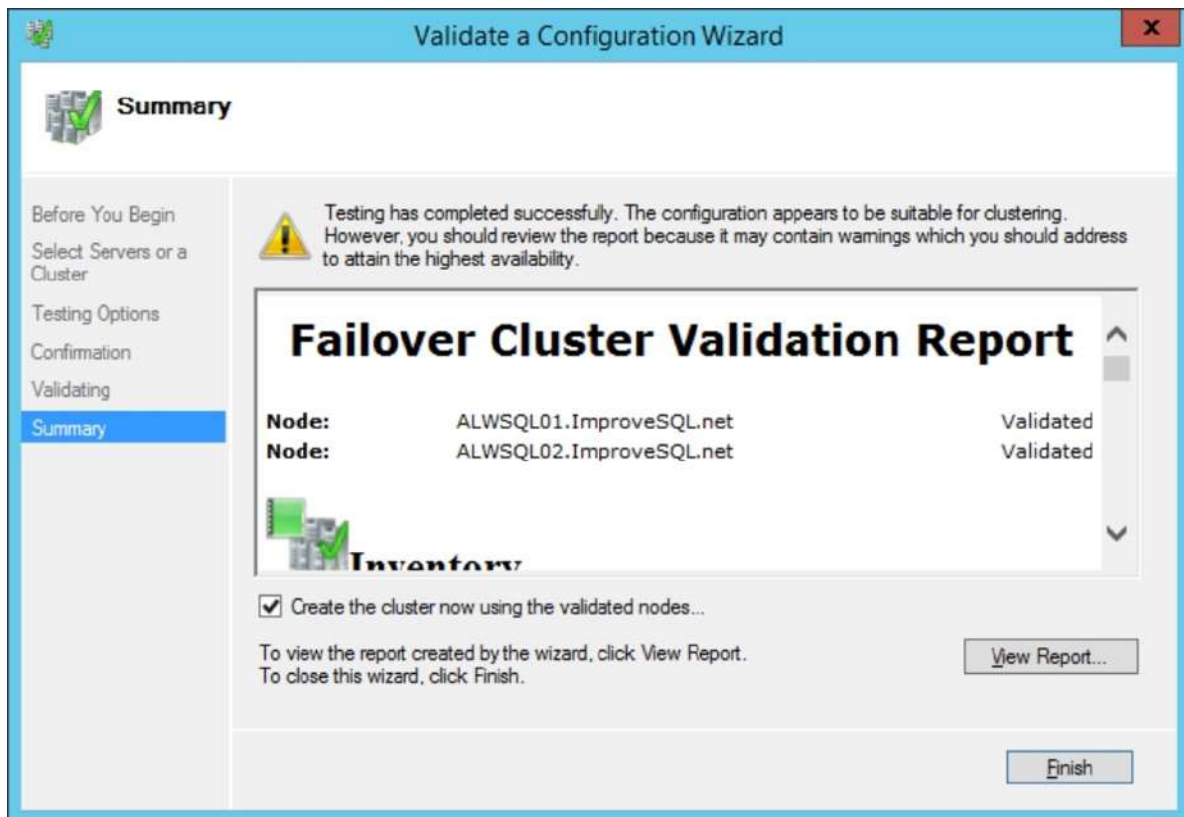 Validate a Configuration Wizard
x
Summary
Before You Begin
Select Servers or a
Cluster
Testing Options
Confirmation
Validating
Summary
Testing has completed successfully. The configuration appears to be suitable for clustering.
However, you should review the report because it may contain warnings which you should address
to attain the highest availability.
Failover Cluster Validation Report
Node: ALWSQL01.ImproveSQL.net Validated
Node: ALWSQL02.ImproveSQL.net Validated
Inventory
Create the cluster now using the validated nodes...
To view the report created by the wizard, click View Report.
To close this wizard, click Finish.
View Report...
Finish